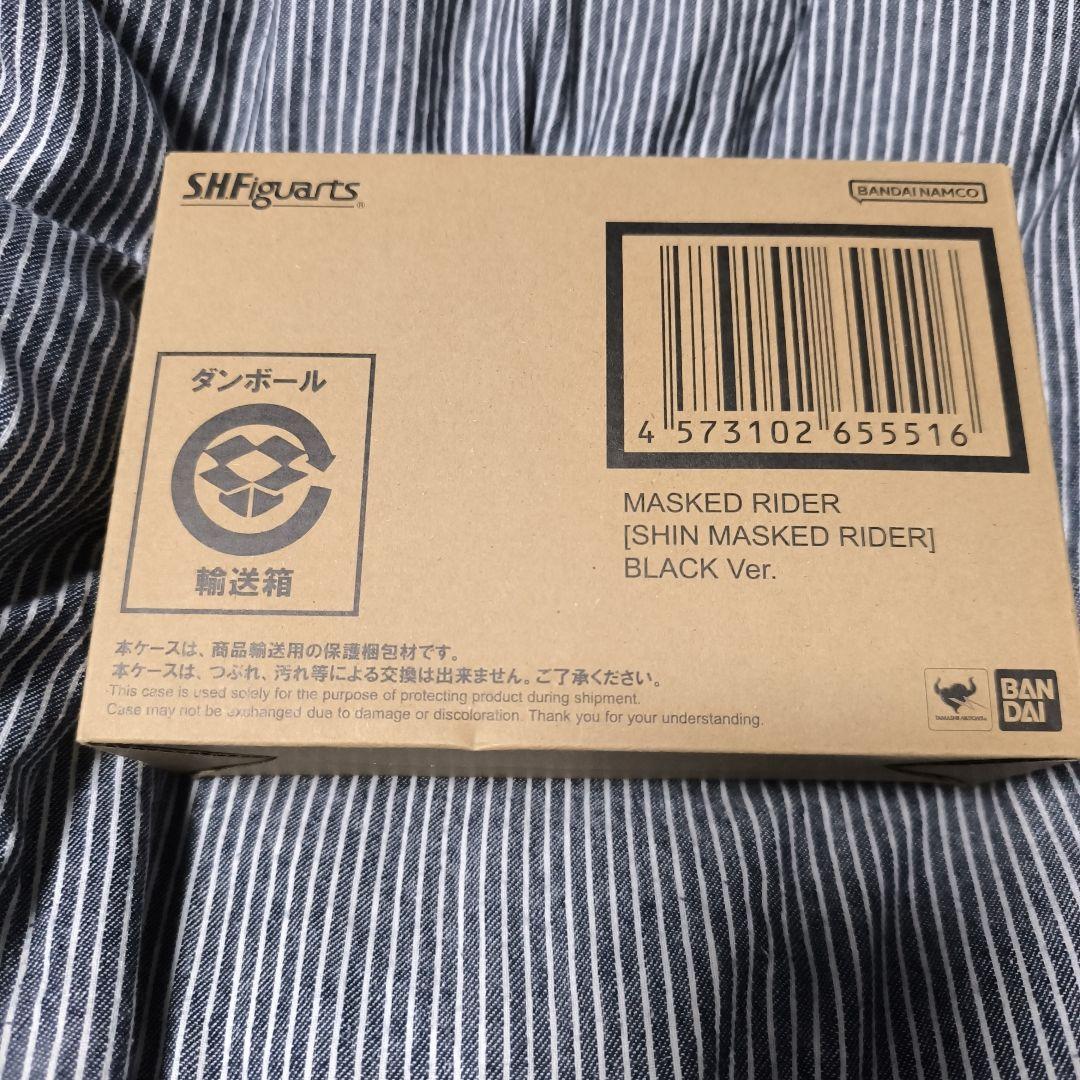 S.H.Figuarts®
BANDAI NAMCO
4 573102 655516
MASKED RIDER
[SHIN MASKED RIDER]
BLACK Ver.
ダンボール
輸送箱
本ケースは、商品輸送用の保護梱包材です。
本ケースは、つぶれ、汚れ等による交換は出来ません。ご了承ください。
This case is used solely for the purpose of protecting product during shipment.
Case may not be exchanged due to damage or discoloration. Thank you for your understanding.
TAMASHII NATIONS
BAN
DAI